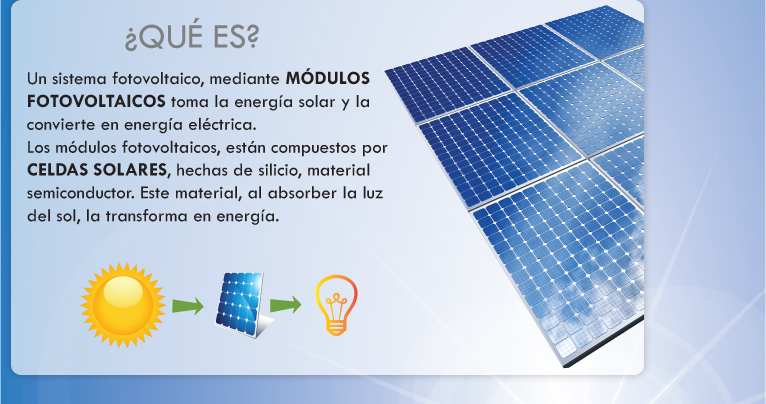 ¿QUÉ ES?
Un sistema fotovoltaico, mediante MÓDULOS
FOTOVOLTAICOS toma la energía solar y la
convierte en energía eléctrica.
Los módulos fotovoltaicos, están compuestos por
CELDAS SOLARES, hechas de silicio, material
semiconductor. Este material, al absorber la luz
del sol, la transforma en energía.